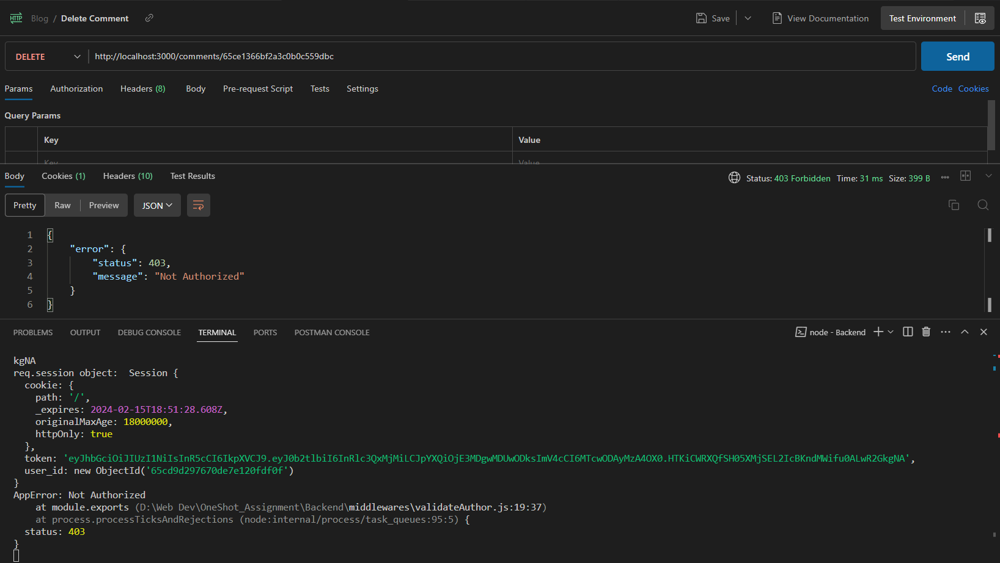 HTTP Blog / Delete Comment Save View Documentation Test Environment
DELETE http://localhost:3000/comments/65ce1366bf2a3c0b0c559dbc Send
Params Authorization Headers (8) Body Pre-request Script Tests Settings Code Cookies
Query Params
Key Value
Key Value
Body Cookies (1) Headers (10) Test Results Status: 403 Forbidden Time: 31 ms Size: 399 B
Pretty Raw Preview JSON
1 {
2 "error": {
3 "status": 403,
4 "message": "Not Authorized"
5 }
6 }
PROBLEMS OUTPUT DEBUG CONSOLE TERMINAL PORTS POSTMAN CONSOLE node - Backend
kgNA
req.session object:  Session {
cookie: {
path: '/',
_expires: 2024-02-15T18:51:28.608Z,
originalMaxAge: 18000000,
httpOnly: true
},
token: 'eyJhbGciOiJIUzI1NiIsInR5cCI6IkpXVCJ9.eyJ0b2tlbiI6InRlc3QxMjMiLCJpYXQiOjE3MDgwMDUwODksImV4cCI6MTcwODAyMzA4OX0.HTKiCWRXQfSH05XMjSEL2IcBKndMWifu0ALwR2GkgNA',
user_id: new ObjectId('65cd9d297670de7e120fdf0f')
}
AppError: Not Authorized
at module.exports (D:\Web Dev\OneShot_Assignment\Backend\middlewares\validateAuthor.js:19:37)
at process.processTicksAndRejections (node:internal/process/task_queues:95:5) {
status: 403
}